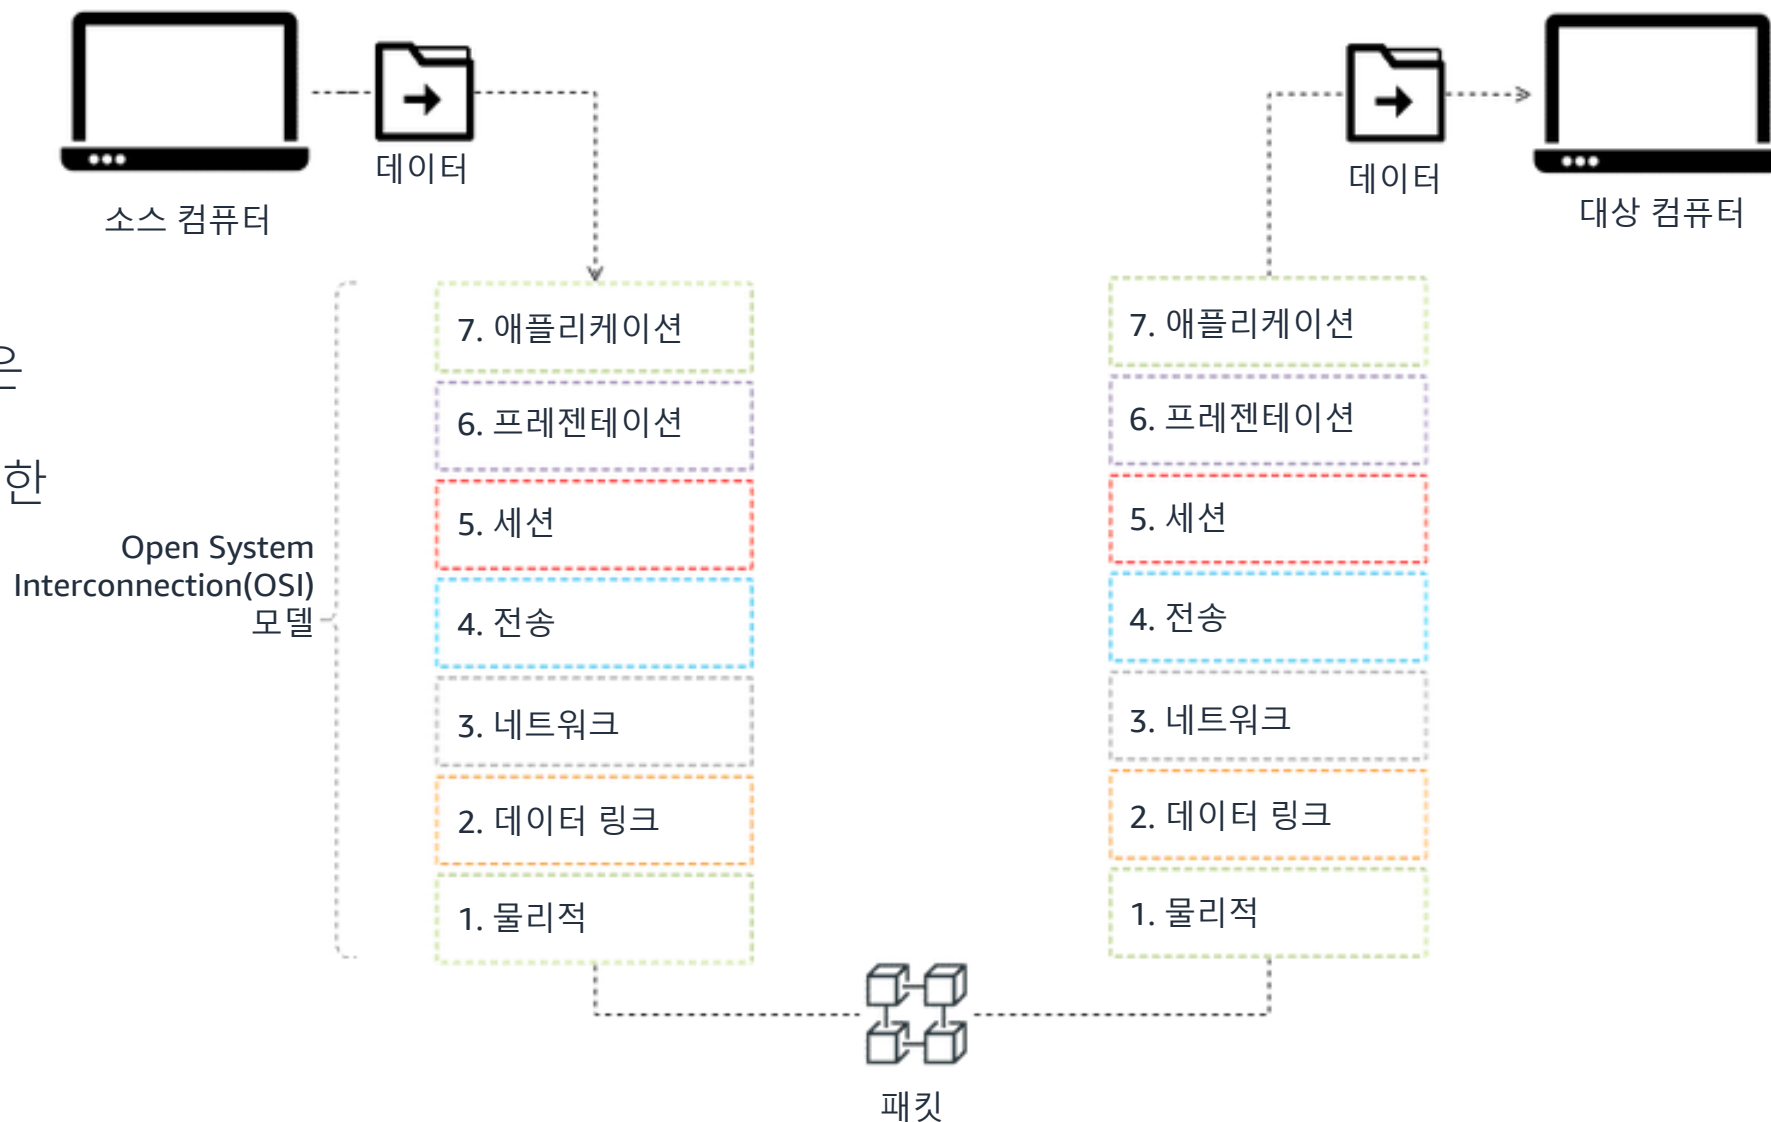 데이터
소스 컴퓨터
데이터
대상 컴퓨터
은
한
Open System
Interconnection(OSI)
모델
7. 애플리케이션
6. 프레젠테이션
5. 세션
4. 전송
3. 네트워크
2. 데이터 링크
1. 물리적
7. 애플리케이션
6. 프레젠테이션
5. 세션
4. 전송
3. 네트워크
2. 데이터 링크
1. 물리적
패킷